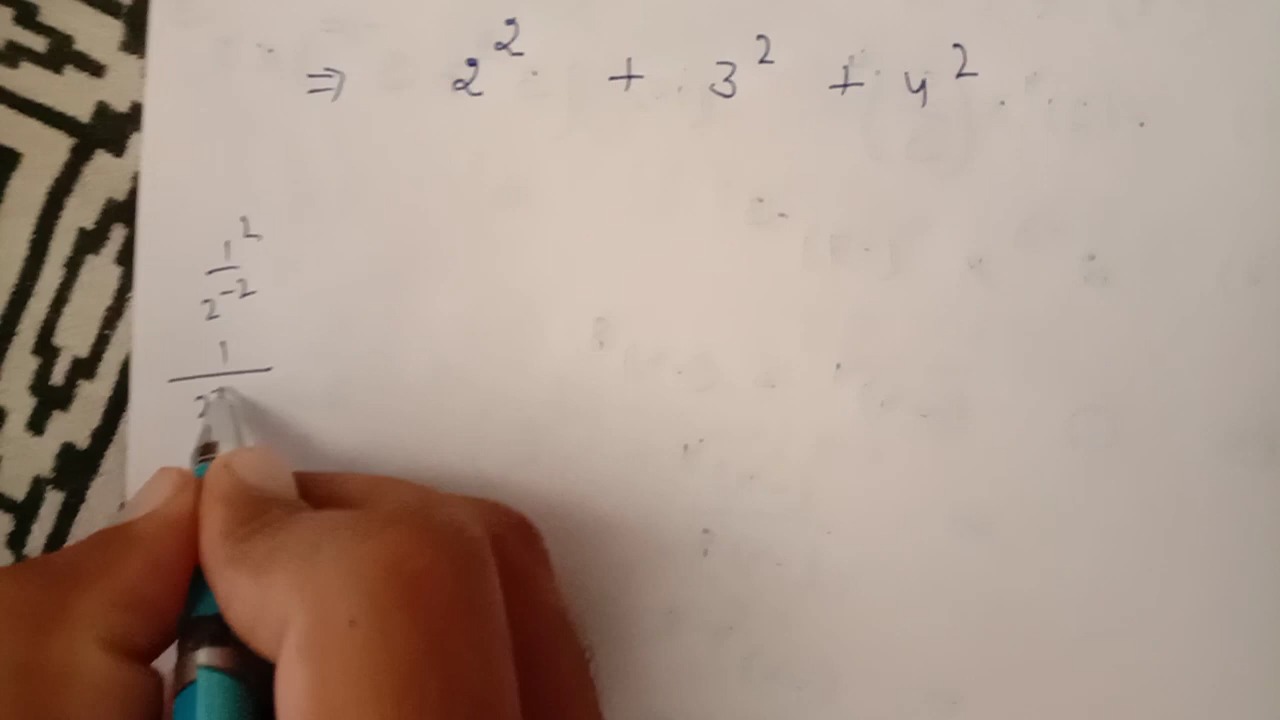 ⇒ 2² + 3² + 4²
1²
2⁻²
1